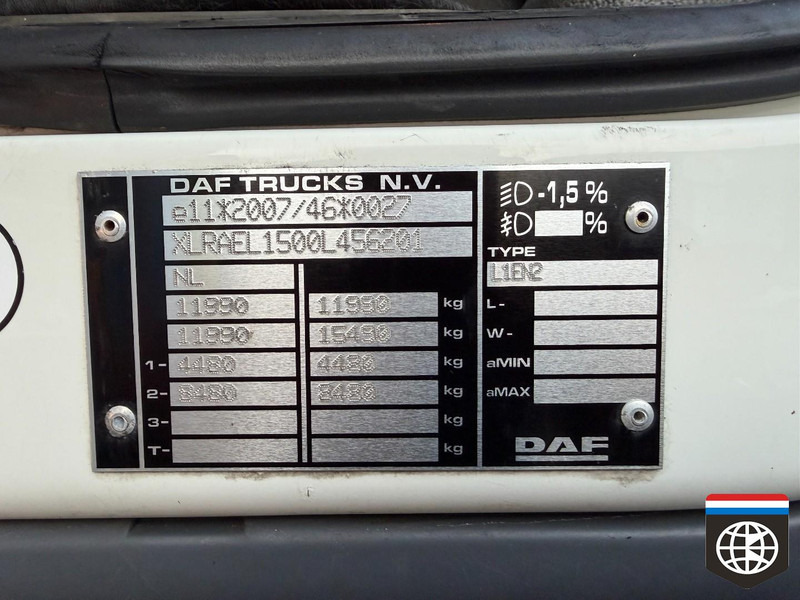 DAF TRUCKS N.V.
e11*2007/46*0027
XLRAEL1500L456201
NL
11990 11990 kg
11990 15490 kg
1- 4480 4480 kg
2- 8480 8480 kg
3- kg
T- kg
-1,5 %
%
TYPE
L1EN2
L-
W-
aMIN
aMAX
DAF